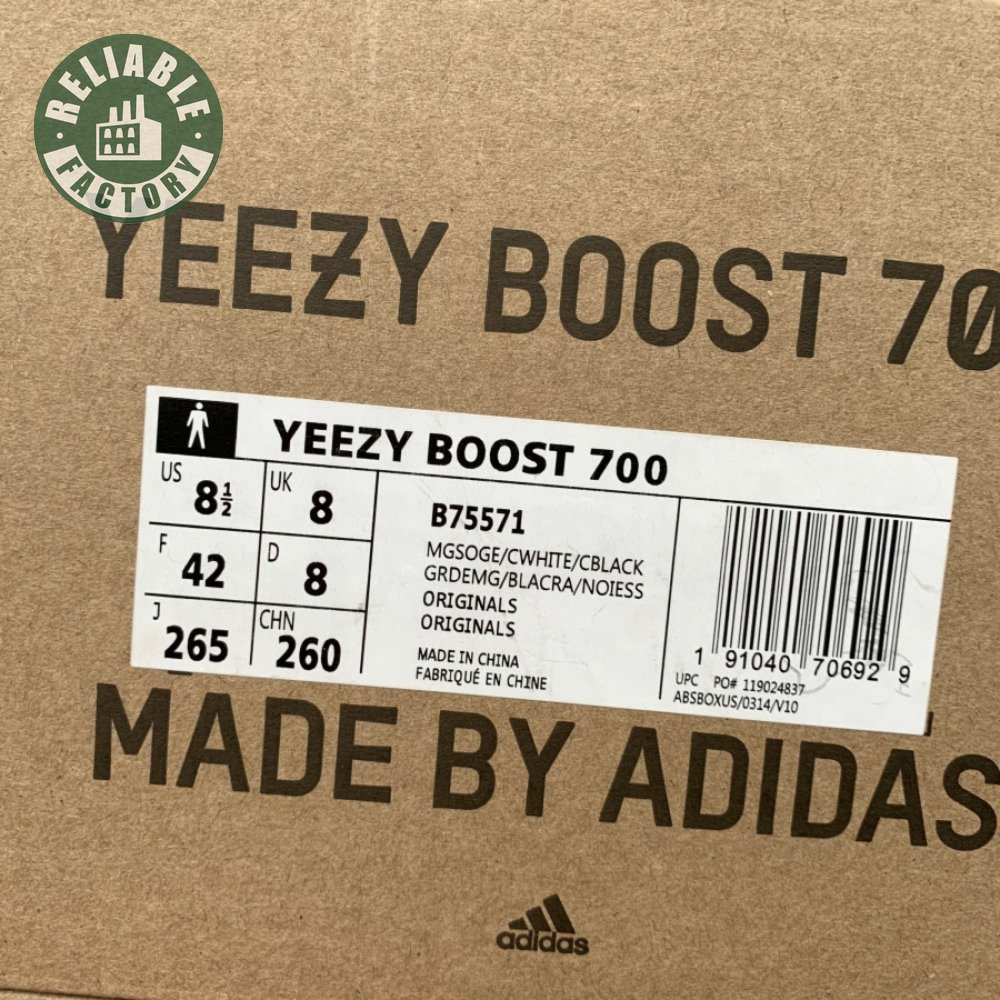 RELIABLE
FACTORY
YEEZY BOOST 70
YEEZY BOOST 700
US 8½ UK 8
F 42 D 8
J 265 CHN 260
B75571
MGSOGE/CWHITE/CBLACK
GRDEMG/BLACRA/NOIESS
ORIGINALS
ORIGINALS
MADE IN CHINA
FABRIQUÉ EN CHINE
1 91040 70692 9
UPC PO# 119024837
ABSBOXUS/0314/V10
MADE BY ADIDAS
adidas